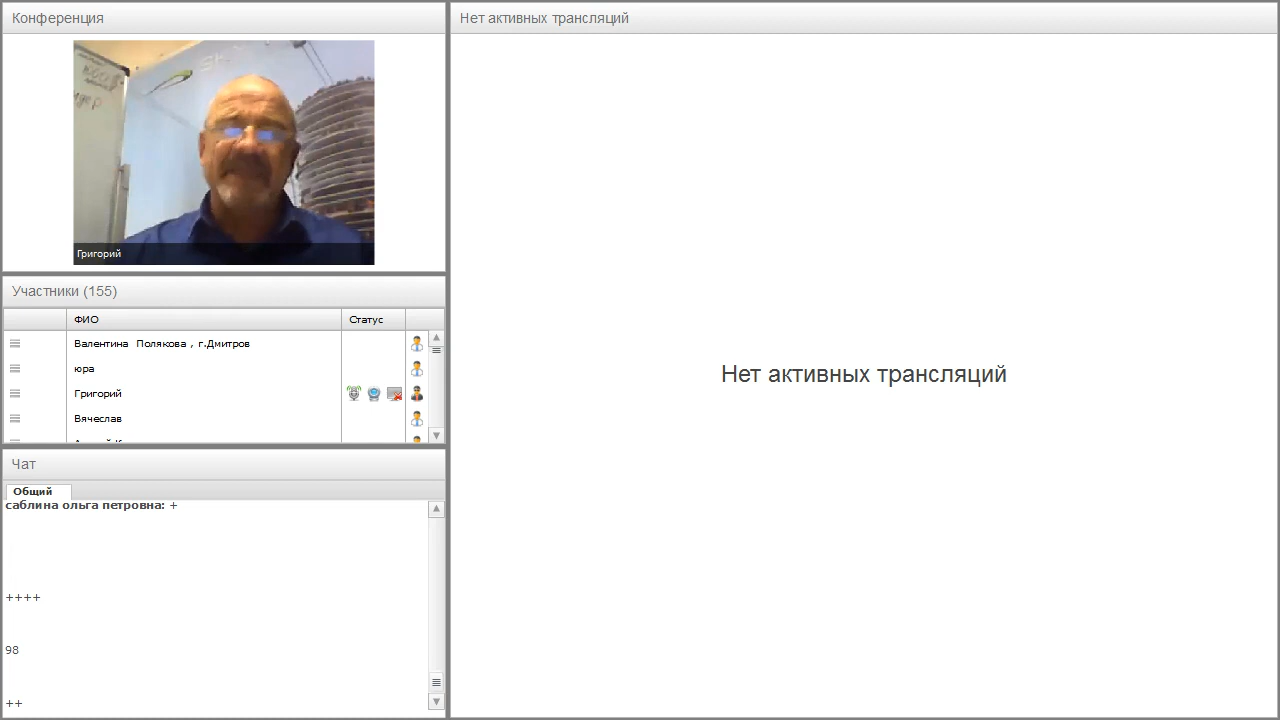 Конференция
Григорий
Участники (155)
ФИО
Статус
Валентина Полякова , г.Дмитров
юра
Григорий
Вячеслав
Чат
Общий
саблина ольга петровна: +
++++
98
++
Нет активных трансляций
Нет активных трансляций